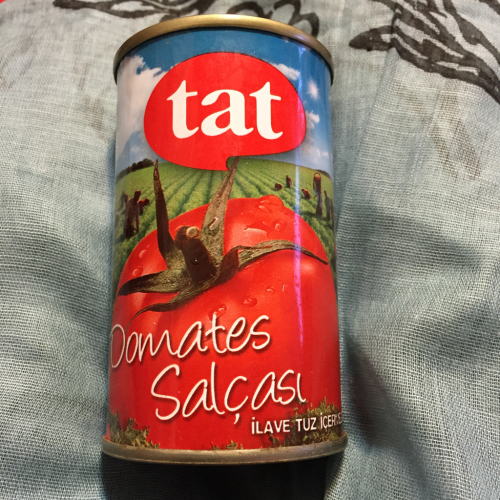 tat
Domates
Salçası
İLAVE TUZ